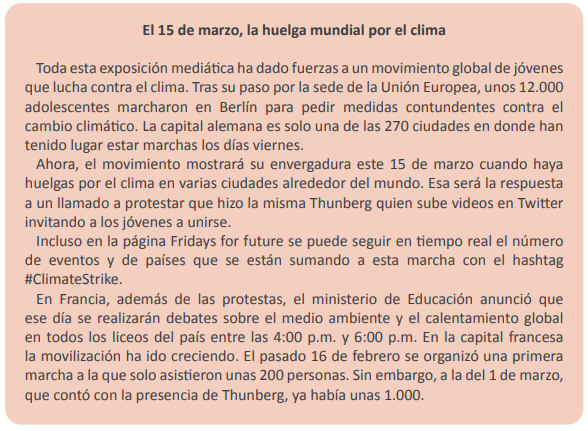 El 15 de marzo, la huelga mundial por el clima
Toda esta exposición mediática ha dado fuerzas a un movimiento global de jóvenes
que lucha contra el clima. Tras su paso por la sede de la Unión Europea, unos 12.000
adolescentes marcharon en Berlín para pedir medidas contundentes contra el
cambio climático. La capital alemana es solo una de las 270 ciudades en donde han
tenido lugar estar marchas los días viernes.
Ahora, el movimiento mostrará su envergadura este 15 de marzo cuando haya
huelgas por el clima en varias ciudades alrededor del mundo. Esa será la respuesta
a un llamado a protestar que hizo la misma Thunberg quien sube videos en Twitter
invitando a los jóvenes a unirse.
Incluso en la página Fridays for future se puede seguir en tiempo real el número
de eventos y de países que se están sumando a esta marcha con el hashtag
#ClimateStrike.
En Francia, además de las protestas, el ministerio de Educación anunció que
ese día se realizarán debates sobre el medio ambiente y el calentamiento global
en todos los liceos del país entre las 4:00 p.m. y 6:00 p.m. En la capital francesa
la movilización ha ido creciendo. El pasado 16 de febrero se organizó una primera
marcha a la que solo asistieron unas 200 personas. Sin embargo, a la del 1 de marzo,
que contó con la presencia de Thunberg, ya había unas 1.000.